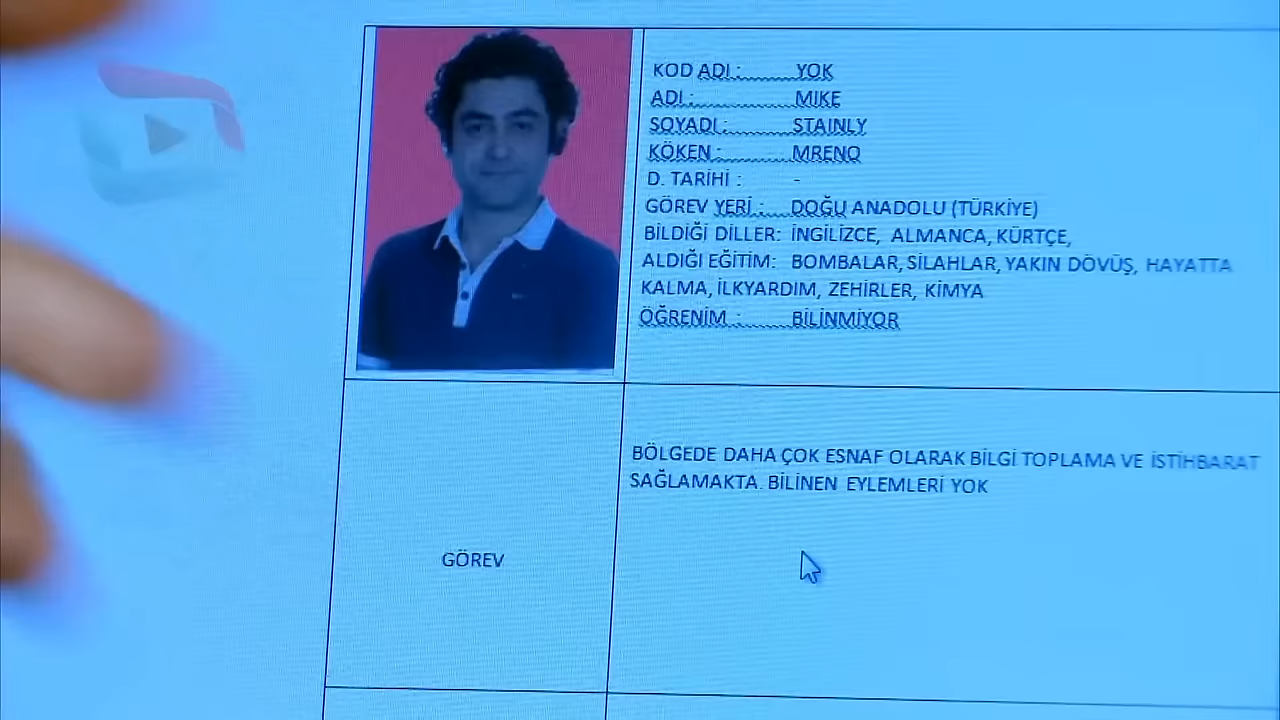 KOD ADI : YOK
ADI : MIKE
SOYADI : STAINLY
KÖKEN : MRENO
D. TARİHİ : -
GÖREV YERİ : DOĞU ANADOLU (TÜRKİYE)
BİLDİĞİ DİLLER: İNGİLİZCE, ALMANCA, KÜRTÇE,
ALDIĞI EĞİTİM: BOMBALAR, SİLAHLAR, YAKIN DÖVÜŞ, HAYATTA
KALMA, İLKYARDIM, ZEHİRLER, KİMYA
ÖĞRENİM : BİLİNMİYOR
BÖLGEDE DAHA ÇOK ESNAF OLARAK BİLGİ TOPLAMA VE İSTİHBARAT
SAĞLAMAKTA. BİLİNEN EYLEMLERİ YOK
GÖREV